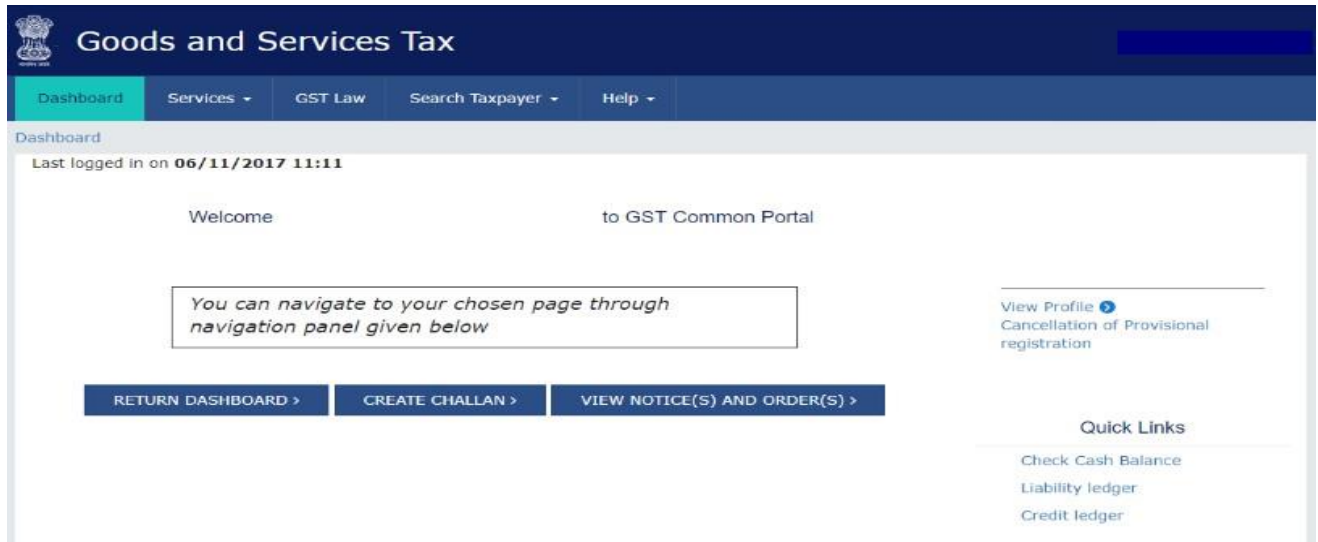 Goods and Services Tax
Dashboard Services GST Law Search Taxpayer Help
Dashboard
Last logged in on 06/11/2017 11:11
Welcome to GST Common Portal
You can navigate to your chosen page through
navigation panel given below
View Profile
Cancellation of Provisional
registration
RETURN DASHBOARD > CREATE CHALLAN > VIEW NOTICE(S) AND ORDER(S) >
Quick Links
Check Cash Balance
Liability ledger
Credit ledger